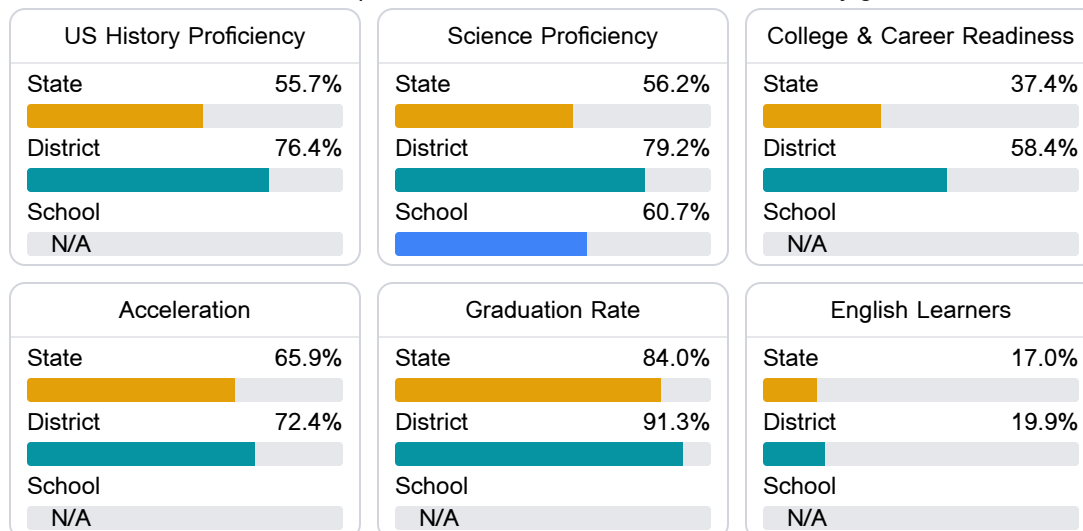 US History Proficiency
State 55.7%
District 76.4%
School
N/A
Science Proficiency
State 56.2%
District 79.2%
School 60.7%
College & Career Readiness
State 37.4%
District 58.4%
School
N/A
Acceleration
State 65.9%
District 72.4%
School
N/A
Graduation Rate
State 84.0%
District 91.3%
School
N/A
English Learners
State 17.0%
District 19.9%
School
N/A